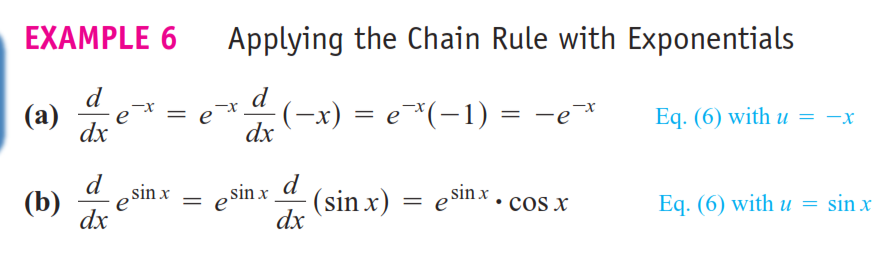 EXAMPLE 6 Applying the Chain Rule with Exponentials
(a) d/dx e^{-x} = e^{-x} d/dx (-x) = e^{-x}(-1) = -e^{-x} Eq. (6) with u = -x
(b) d/dx e^{sin x} = e^{sin x} d/dx (sin x) = e^{sin x} · cos x Eq. (6) with u = sin x